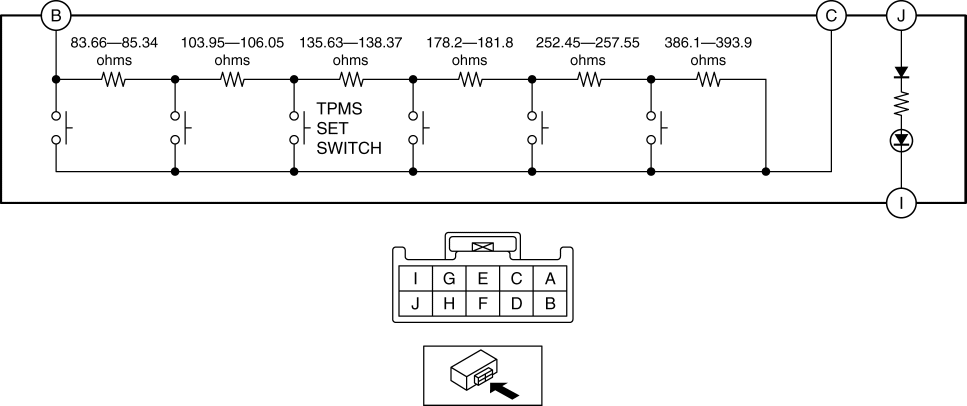 B C J
83.66—85.34 103.95—106.05 135.63—138.37 178.2—181.8 252.45—257.55 386.1—393.9
ohms ohms ohms ohms ohms ohms
TPMS
SET
SWITCH
I
I G E C A
J H F D B